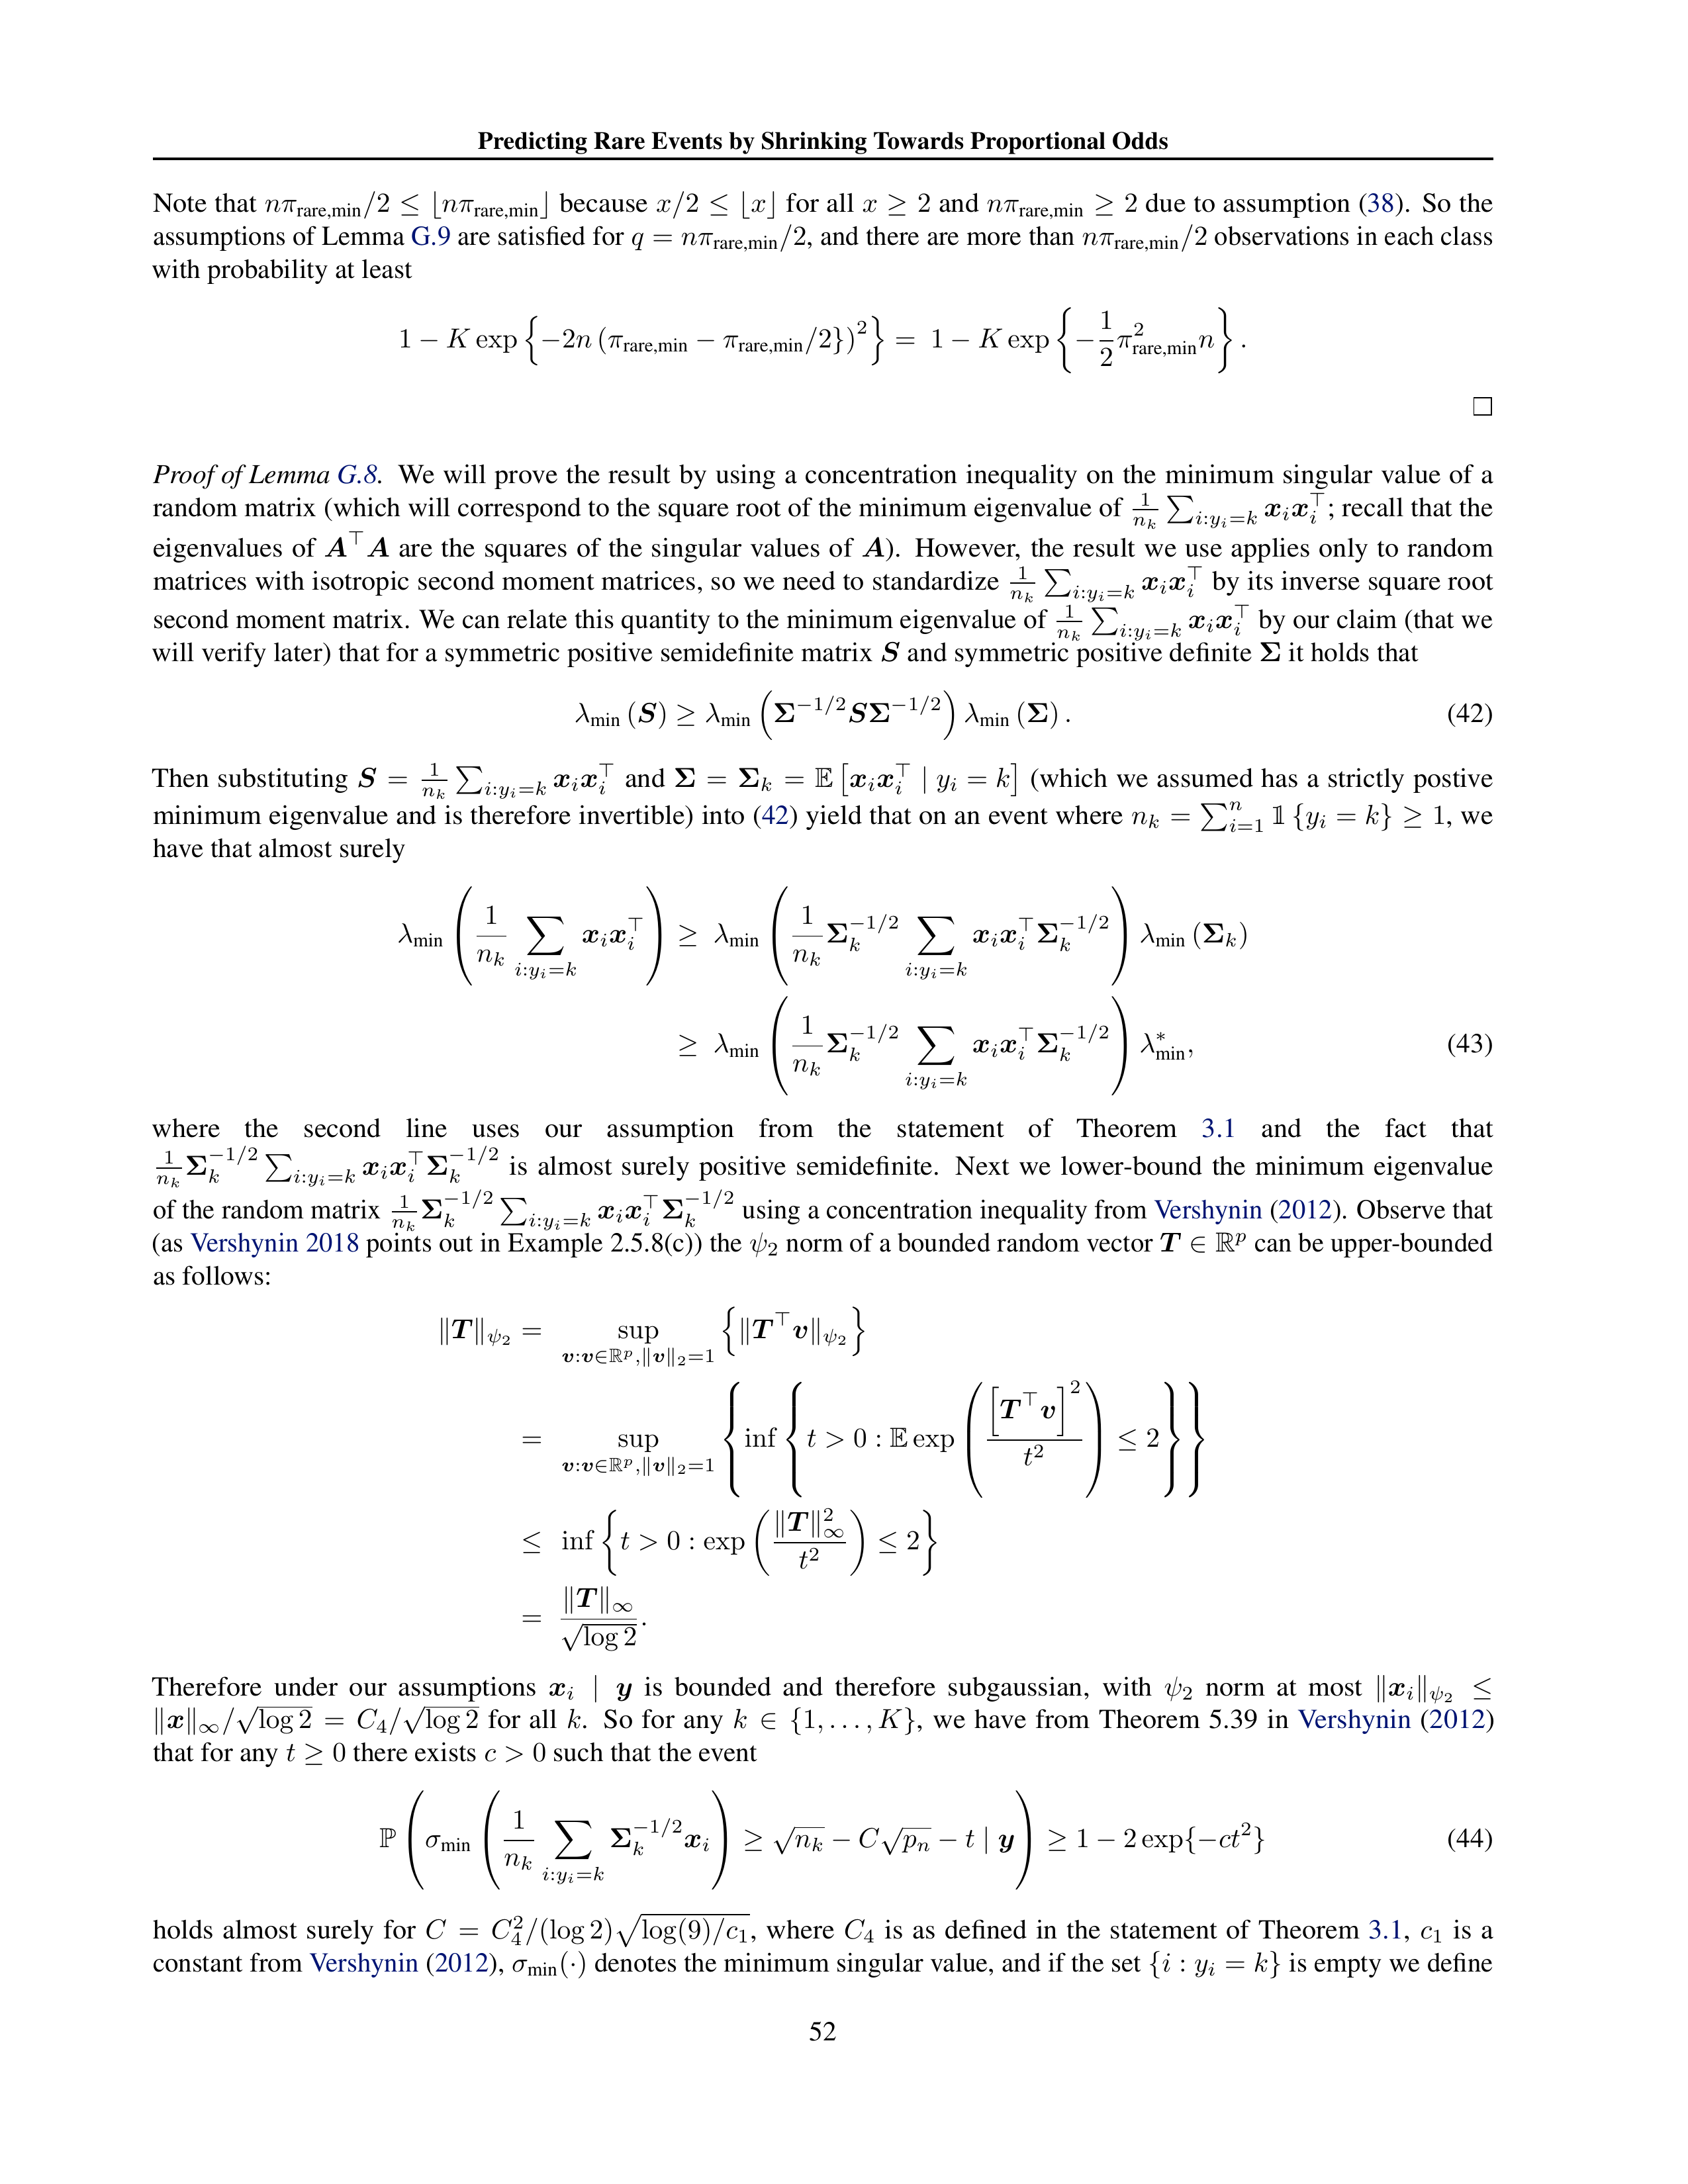 Predicting Rare Events by Shrinking Towards Proportional Odds
Note that $n\pi_{\text{rare,min}}/2 \leq \lfloor n\pi_{\text{rare,min}} \rfloor$ because $x/2 \leq \lfloor x \rfloor$ for all $x \geq 2$ and $n\pi_{\text{rare,min}} \geq 2$ due to assumption (38). So the
assumptions of Lemma G.9 are satisfied for $q = n\pi_{\text{rare,min}}/2$, and there are more than $n\pi_{\text{rare,min}}/2$ observations in each class
with probability at least
$1 - K \exp\left\{-2n\left(\pi_{\text{rare,min}} - \pi_{\text{rare,min}}/2\}\right)^2\right\} = 1 - K \exp\left\{-\frac{1}{2}\pi_{\text{rare,min}}^2 n\right\}.$
□
Proof of Lemma G.8. We will prove the result by using a concentration inequality on the minimum singular value of a
random matrix (which will correspond to the square root of the minimum eigenvalue of $\frac{1}{n_k}\sum_{i:y_i=k} \boldsymbol{x}_i\boldsymbol{x}_i^\top$; recall that the
eigenvalues of $\boldsymbol{A}^\top\boldsymbol{A}$ are the squares of the singular values of $\boldsymbol{A}$). However, the result we use applies only to random
matrices with isotropic second moment matrices, so we need to standardize $\frac{1}{n_k}\sum_{i:y_i=k} \boldsymbol{x}_i\boldsymbol{x}_i^\top$ by its inverse square root
second moment matrix. We can relate this quantity to the minimum eigenvalue of $\frac{1}{n_k}\sum_{i:y_i=k} \boldsymbol{x}_i\boldsymbol{x}_i^\top$ by our claim (that we
will verify later) that for a symmetric positive semidefinite matrix $\boldsymbol{S}$ and symmetric positive definite $\boldsymbol{\Sigma}$ it holds that
$\lambda_{\min}(\boldsymbol{S}) \geq \lambda_{\min}\left(\boldsymbol{\Sigma}^{-1/2}\boldsymbol{S}\boldsymbol{\Sigma}^{-1/2}\right)\lambda_{\min}(\boldsymbol{\Sigma}).$ (42)
Then substituting $\boldsymbol{S} = \frac{1}{n_k}\sum_{i:y_i=k} \boldsymbol{x}_i\boldsymbol{x}_i^\top$ and $\boldsymbol{\Sigma} = \boldsymbol{\Sigma}_k = \mathbb{E}\left[\boldsymbol{x}_i\boldsymbol{x}_i^\top \mid y_i = k\right]$ (which we assumed has a strictly postive
minimum eigenvalue and is therefore invertible) into (42) yield that on an event where $n_k = \sum_{i=1}^n \mathbb{1}\{y_i = k\} \geq 1$, we
have that almost surely
$\lambda_{\min}\left(\frac{1}{n_k}\sum_{i:y_i=k} \boldsymbol{x}_i\boldsymbol{x}_i^\top\right) \geq \lambda_{\min}\left(\frac{1}{n_k}\boldsymbol{\Sigma}_k^{-1/2}\sum_{i:y_i=k} \boldsymbol{x}_i\boldsymbol{x}_i^\top\boldsymbol{\Sigma}_k^{-1/2}\right)\lambda_{\min}(\boldsymbol{\Sigma}_k)$
$\geq \lambda_{\min}\left(\frac{1}{n_k}\boldsymbol{\Sigma}_k^{-1/2}\sum_{i:y_i=k} \boldsymbol{x}_i\boldsymbol{x}_i^\top\boldsymbol{\Sigma}_k^{-1/2}\right)\lambda_{\min}^*,$ (43)
where the second line uses our assumption from the statement of Theorem 3.1 and the fact that
$\frac{1}{n_k}\boldsymbol{\Sigma}_k^{-1/2}\sum_{i:y_i=k} \boldsymbol{x}_i\boldsymbol{x}_i^\top\boldsymbol{\Sigma}_k^{-1/2}$ is almost surely positive semidefinite. Next we lower-bound the minimum eigenvalue
of the random matrix $\frac{1}{n_k}\boldsymbol{\Sigma}_k^{-1/2}\sum_{i:y_i=k} \boldsymbol{x}_i\boldsymbol{x}_i^\top\boldsymbol{\Sigma}_k^{-1/2}$ using a concentration inequality from Vershynin (2012). Observe that
(as Vershynin 2018 points out in Example 2.5.8(c)) the $\psi_2$ norm of a bounded random vector $\boldsymbol{T} \in \mathbb{R}^p$ can be upper-bounded
as follows:
$\|\boldsymbol{T}\|_{\psi_2} = \sup_{\boldsymbol{v}:\boldsymbol{v}\in\mathbb{R}^p,\|\boldsymbol{v}\|_2=1}\left\{\|\boldsymbol{T}^\top\boldsymbol{v}\|_{\psi_2}\right\}$
$= \sup_{\boldsymbol{v}:\boldsymbol{v}\in\mathbb{R}^p,\|\boldsymbol{v}\|_2=1}\left\{\inf\left\{t > 0 : \mathbb{E}\exp\left(\frac{\left[\boldsymbol{T}^\top\boldsymbol{v}\right]^2}{t^2}\right) \leq 2\right\}\right\}$
$\leq \inf\left\{t > 0 : \exp\left(\frac{\|\boldsymbol{T}\|_\infty^2}{t^2}\right) \leq 2\right\}$
$= \frac{\|\boldsymbol{T}\|_\infty}{\sqrt{\log 2}}.$
Therefore under our assumptions $\boldsymbol{x}_i \mid \boldsymbol{y}$ is bounded and therefore subgaussian, with $\psi_2$ norm at most $\|\boldsymbol{x}_i\|_{\psi_2} \leq$
$\|\boldsymbol{x}\|_\infty/\sqrt{\log 2} = C_4/\sqrt{\log 2}$ for all $k$. So for any $k \in \{1, \ldots, K\}$, we have from Theorem 5.39 in Vershynin (2012)
that for any $t \geq 0$ there exists $c > 0$ such that the event
$\mathbb{P}\left(\sigma_{\min}\left(\frac{1}{n_k}\sum_{i:y_i=k}\boldsymbol{\Sigma}_k^{-1/2}\boldsymbol{x}_i\right) \geq \sqrt{n_k} - C\sqrt{p_n} - t \mid \boldsymbol{y}\right) \geq 1 - 2\exp\{-ct^2\}$ (44)
holds almost surely for $C = C_4^2/(\log 2)\sqrt{\log(9)/c_1}$, where $C_4$ is as defined in the statement of Theorem 3.1, $c_1$ is a
constant from Vershynin (2012), $\sigma_{\min}(\cdot)$ denotes the minimum singular value, and if the set $\{i : y_i = k\}$ is empty we define
52